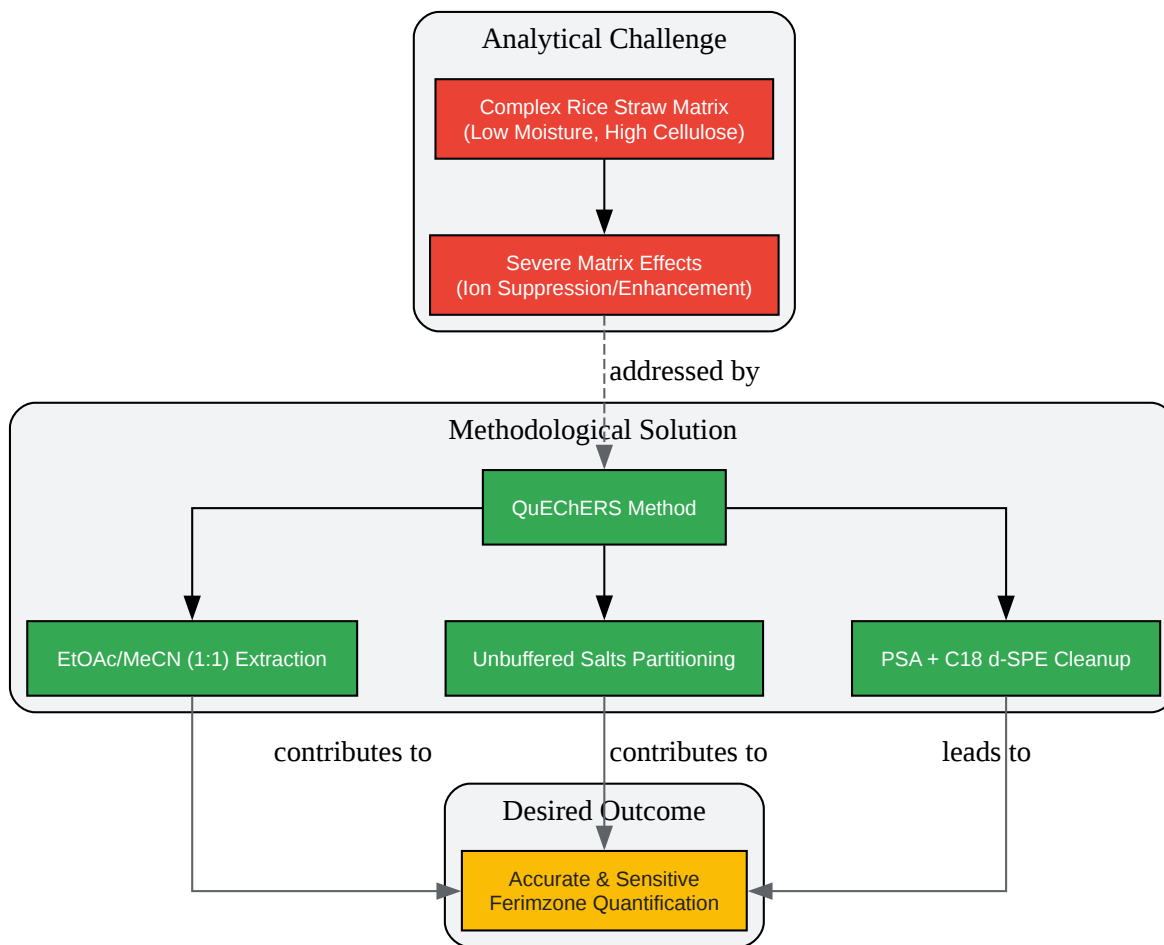 Analytical Challenge
Complex Rice Straw Matrix
(Low Moisture, High Cellulose)
Severe Matrix Effects
(Ion Suppression/Enhancement)
addressed by
Methodological Solution
QuEChERS Method
EtOAc/MeCN (1:1) Extraction
Unbuffered Salts Partitioning
PSA + C18 d-SPE Cleanup
contributes to
contributes to
leads to
Desired Outcome
Accurate & Sensitive
Ferimzone Quantification